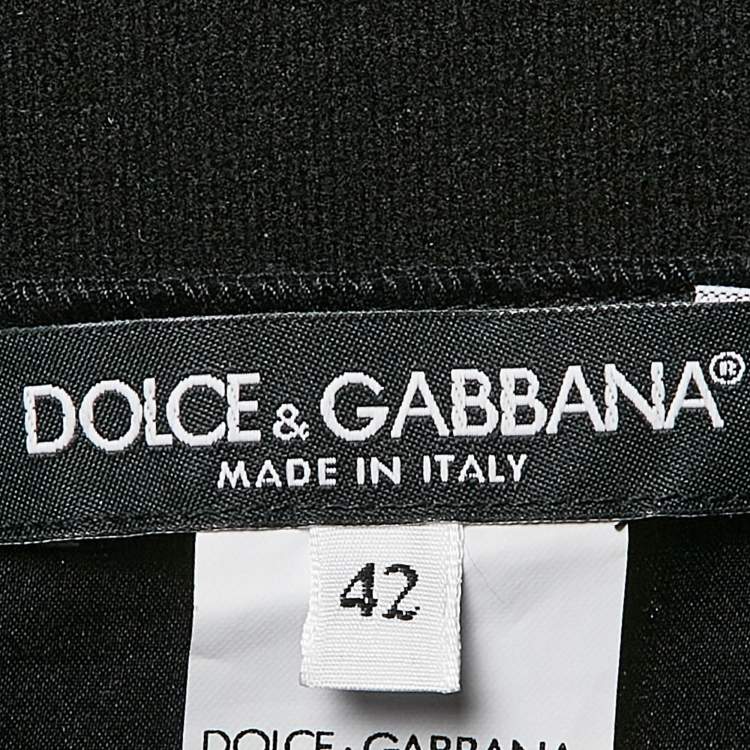 DOLCE & GABBANA®
MADE IN ITALY
42
DOLCE & GABBANA